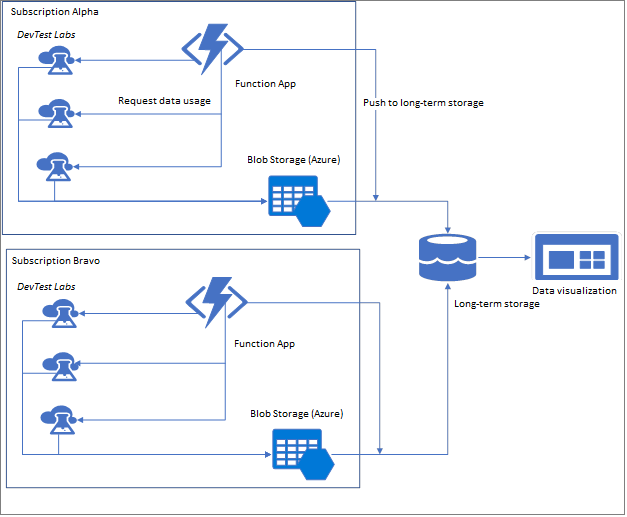 Subscription Alpha
DevTest Labs
Function App
Request data usage
Push to long-term storage
Blob Storage (Azure)
Subscription Bravo
DevTest Labs
Data visualization
Long-term storage
Function App
Blob Storage (Azure)